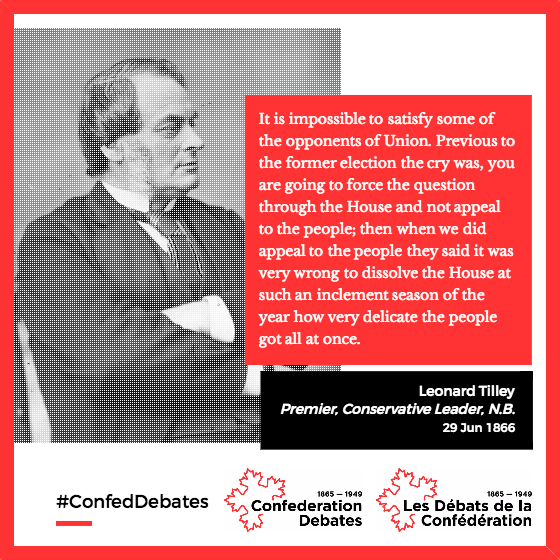 It is impossible to satisfy some of
the opponents of Union. Previous to
the former election the cry was, you
are going to force the question
through the House and not appeal
to the people; then when we did
appeal to the people they said it was
very wrong to dissolve the House at
such an inclement season of the
year how very delicate the people
got all at once.
Leonard Tilley
Premier, Conservative Leader, N.B.
29 Jun 1866
#ConfedDebates
1865 — 1949
Confederation
Debates
1865 — 1949
Les Débats de la
Confédération